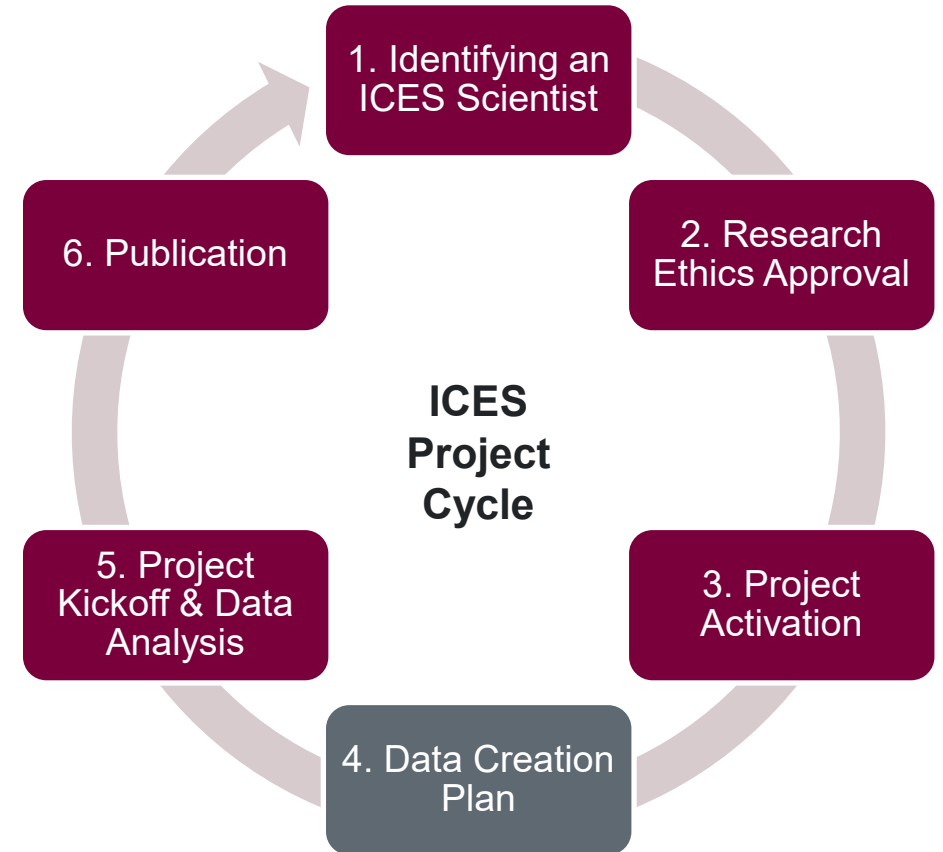 1. Identifying an
ICES Scientist
2. Research
Ethics Approval
3. Project
Activation
4. Data Creation
Plan
5. Project
Kickoff & Data
Analysis
6. Publication
ICES
Project
Cycle